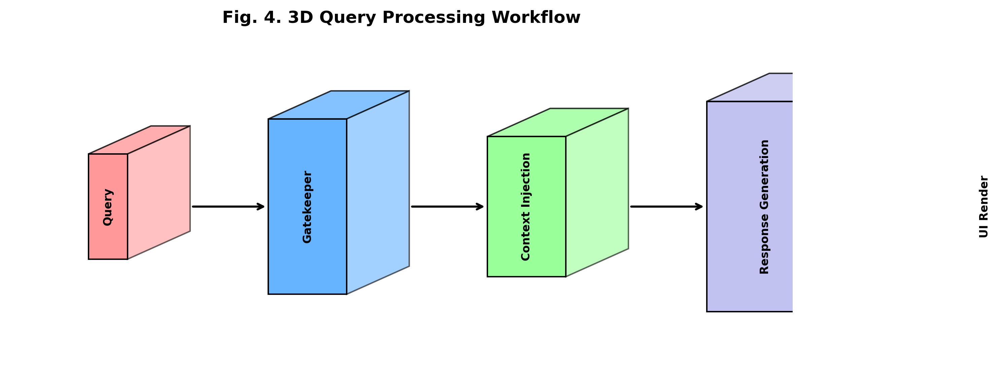 Fig. 4. 3D Query Processing Workflow
Query
Gatekeeper
Context Injection
Response Generation
UI Render